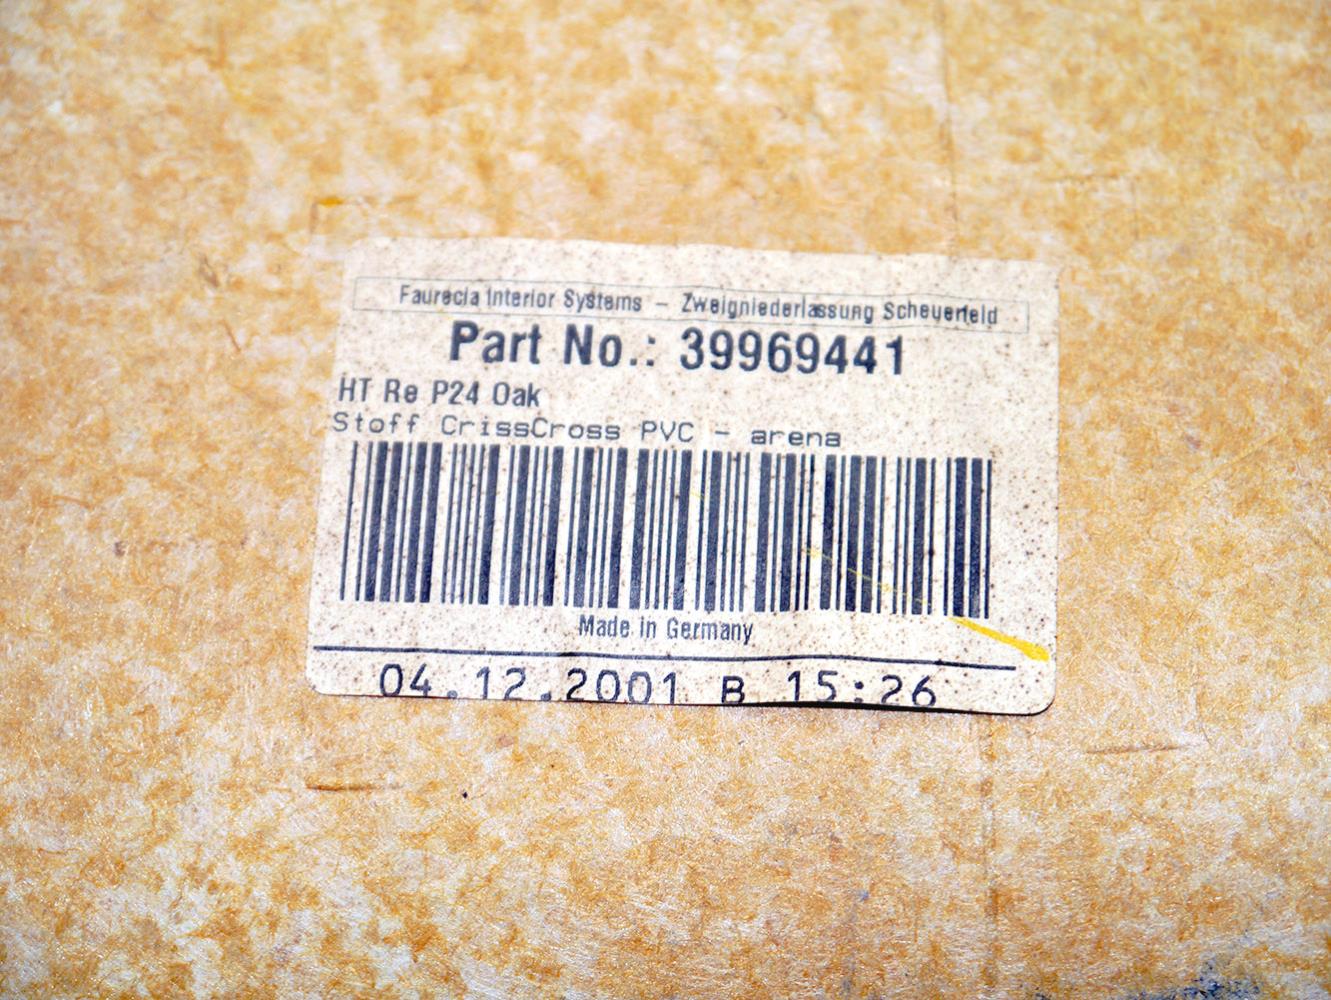 Faurecia Interior Systems – Zweigniederlassung Scheuerfeld
Part No.: 39969441
HT Re P24 Oak
Stoff CrissCross PVC - arena
Made in Germany
04.12.2001 B 15:26